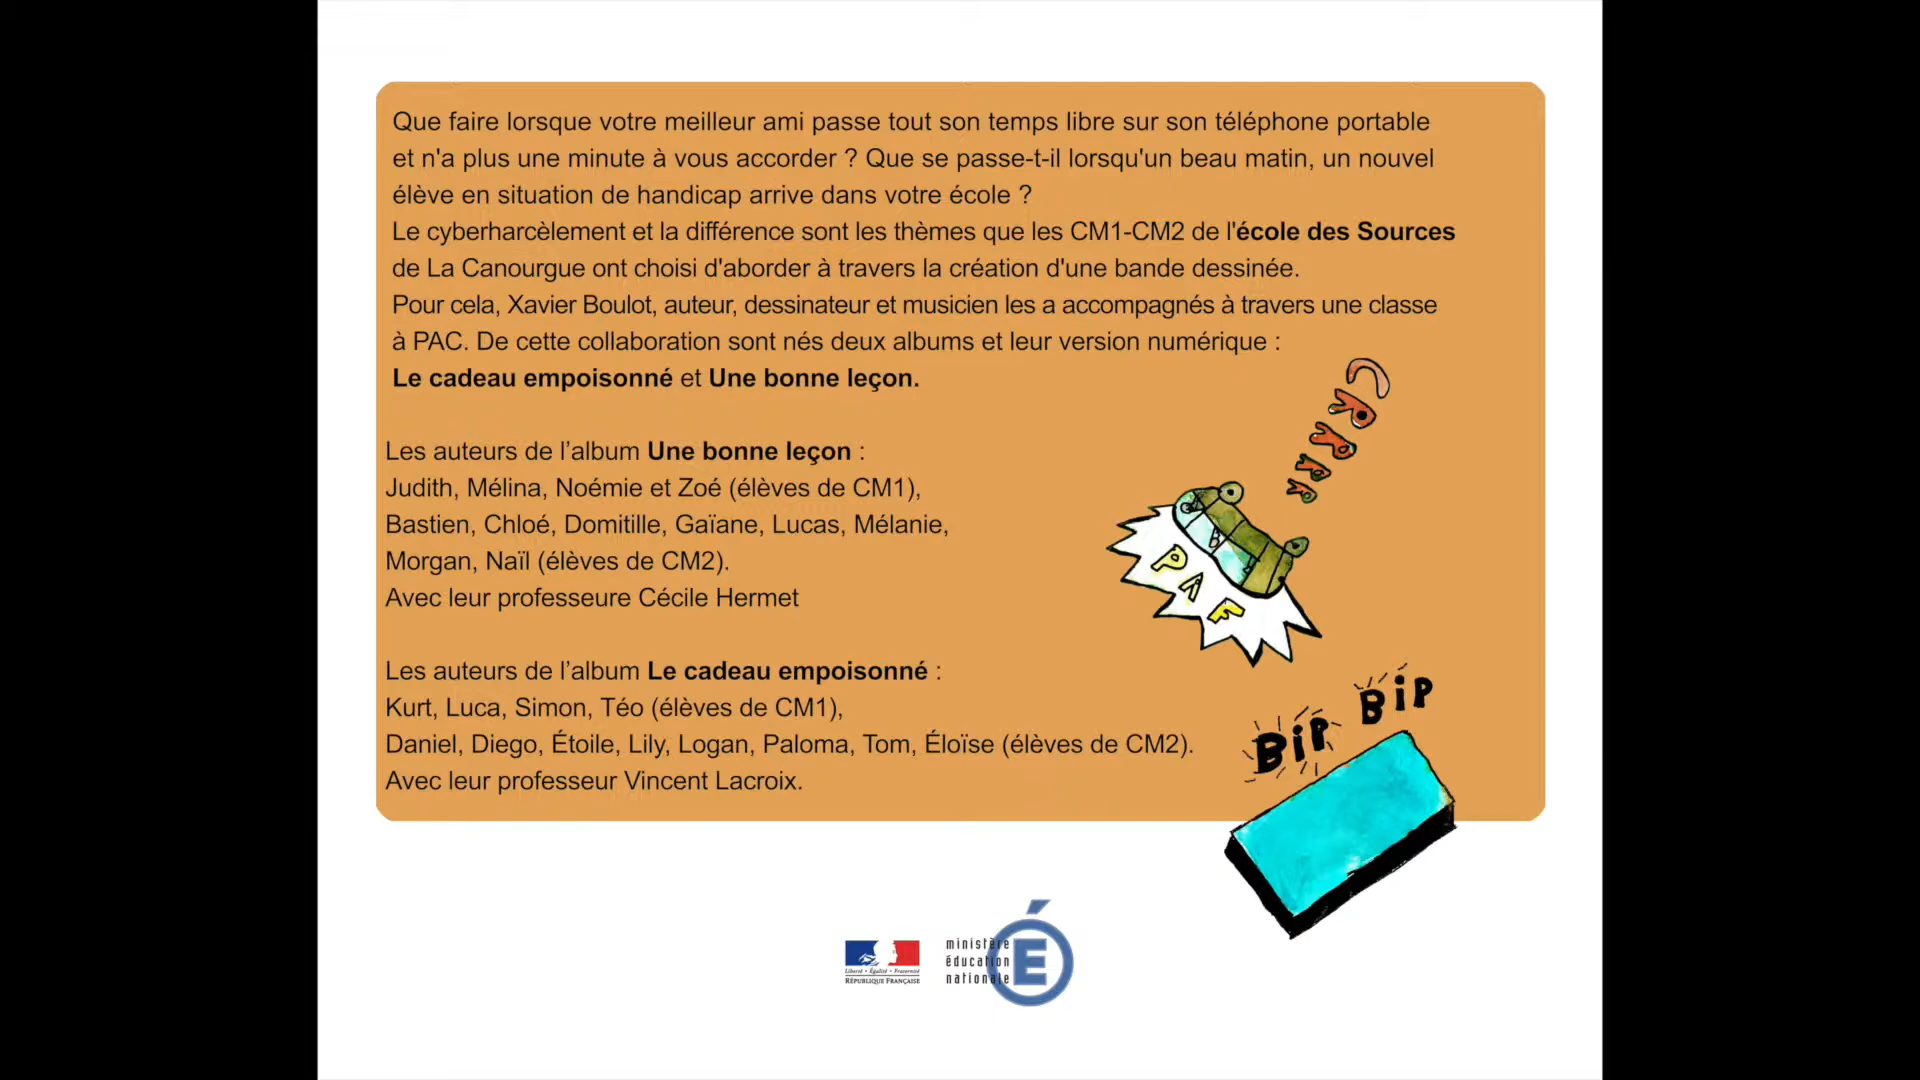 Que faire lorsque votre meilleur ami passe tout son temps libre sur son téléphone portable
et n'a plus une minute à vous accorder ? Que se passe-t-il lorsqu'un beau matin, un nouvel
élève en situation de handicap arrive dans votre école ?
Le cyberharcèlement et la différence sont les thèmes que les CM1-CM2 de l'école des Sources
de La Canourgue ont choisi d'aborder à travers la création d'une bande dessinée.
Pour cela, Xavier Boulot, auteur, dessinateur et musicien les a accompagnés à travers une classe
à PAC. De cette collaboration sont nés deux albums et leur version numérique :
Le cadeau empoisonné et Une bonne leçon.
CRRRR
Les auteurs de l’album Une bonne leçon :
Judith, Mélina, Noémie et Zoé (élèves de CM1),
Bastien, Chloé, Domitille, Gaïane, Lucas, Mélanie,
Morgan, Naïl (élèves de CM2).
Avec leur professeure Cécile Hermet
PAF
Les auteurs de l’album Le cadeau empoisonné :
Kurt, Luca, Simon, Téo (élèves de CM1),
Daniel, Diego, Étoile, Lily, Logan, Paloma, Tom, Éloïse (élèves de CM2).
Avec leur professeur Vincent Lacroix.
BiP BiP
Liberté • Égalité • Fraternité
RÉPUBLIQUE FRANÇAISE
ministère
éducation
nationale
É